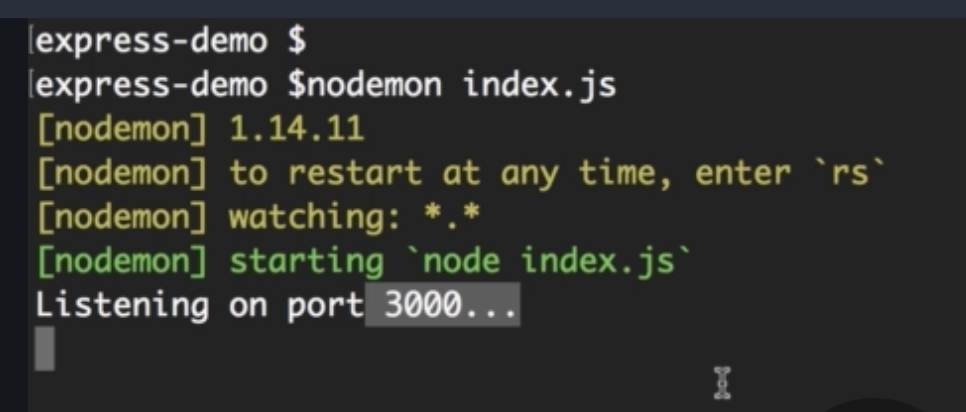 express-demo $
express-demo $nodemon index.js
[nodemon] 1.14.11
[nodemon] to restart at any time, enter `rs`
[nodemon] watching: *.*
[nodemon] starting `node index.js`
Listening on port 3000...